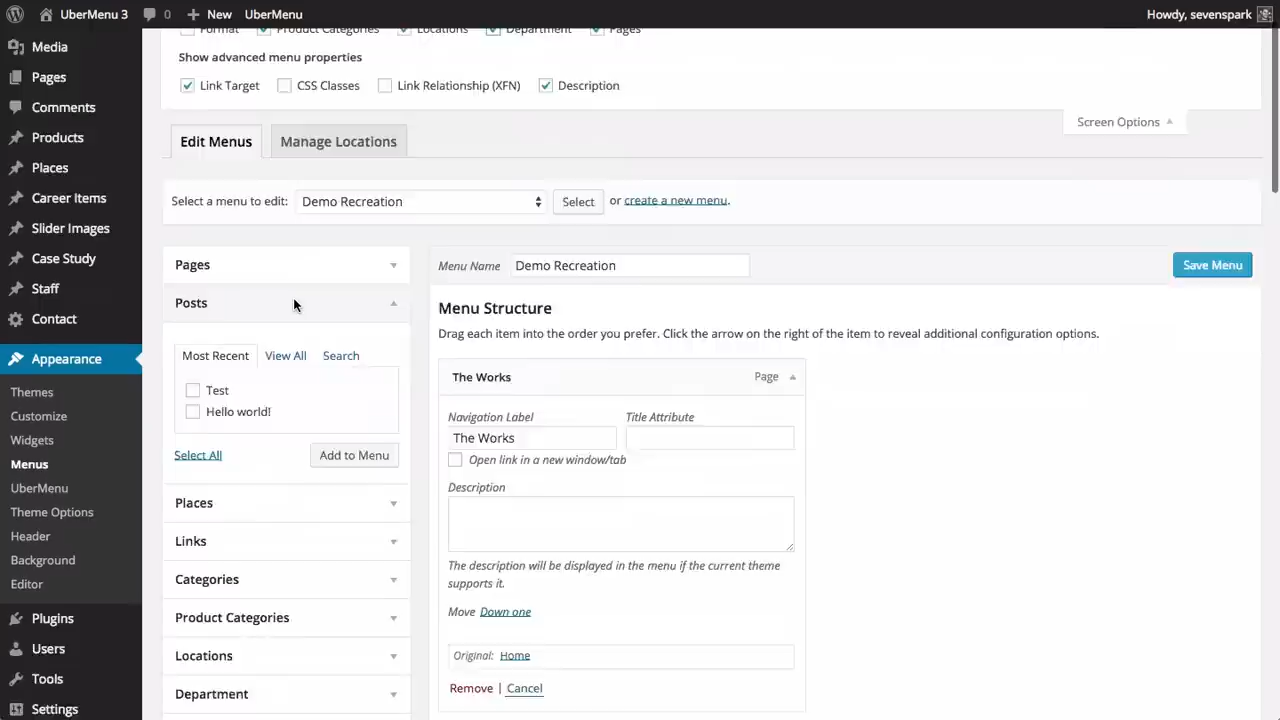 UberMenu 3 0 New UberMenu Howdy, sevenspark
Format Product Categories Locations Department Pages
Show advanced menu properties
Link Target CSS Classes Link Relationship (XFN) Description
Screen Options
Edit Menus Manage Locations
Select a menu to edit: Demo Recreation Select or create a new menu.
Media
Pages
Comments
Products
Places
Career Items
Slider Images
Case Study
Staff
Contact
Appearance
Themes
Customize
Widgets
Menus
UberMenu
Theme Options
Header
Background
Editor
Plugins
Users
Tools
Settings
Pages
Posts
Most Recent View All Search
Test
Hello world!
Select All Add to Menu
Places
Links
Categories
Product Categories
Locations
Department
Menu Name Demo Recreation Save Menu
Menu Structure
Drag each item into the order you prefer. Click the arrow on the right of the item to reveal additional configuration options.
The Works Page
Navigation Label Title Attribute
The Works
Open link in a new window/tab
Description
The description will be displayed in the menu if the current theme
supports it.
Move Down one
Original: Home
Remove | Cancel